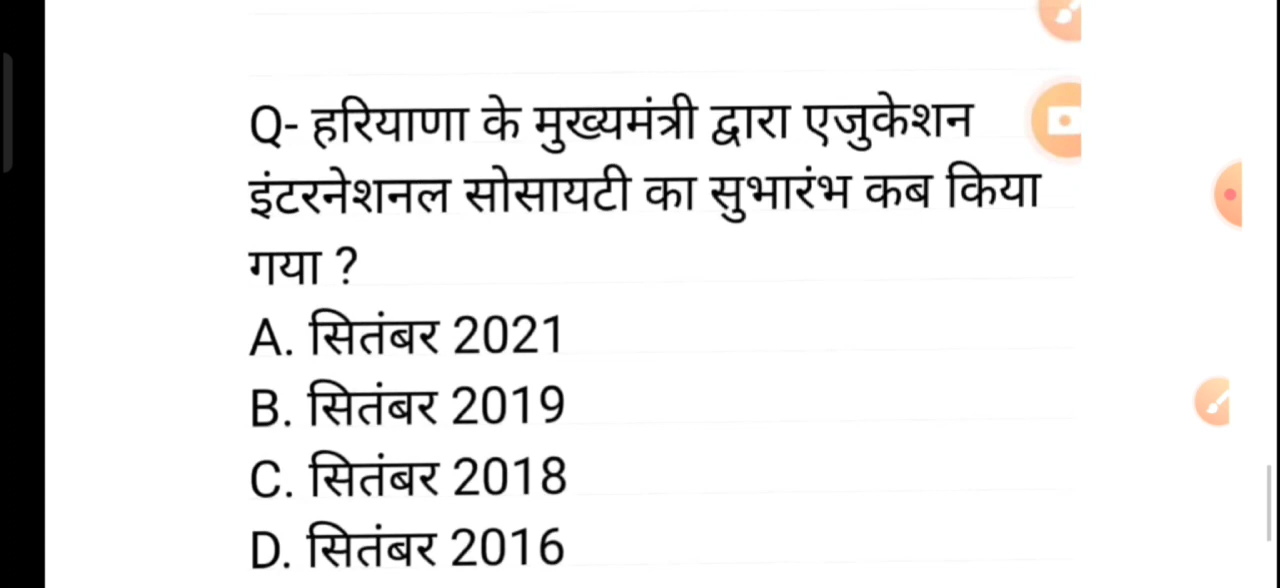 Q- हरियाणा के मुख्यमंत्री द्वारा एजुकेशन
इंटरनेशनल सोसायटी का सुभारंभ कब किया
गया ?
A. सितंबर 2021
B. सितंबर 2019
C. सितंबर 2018
D. सितंबर 2016